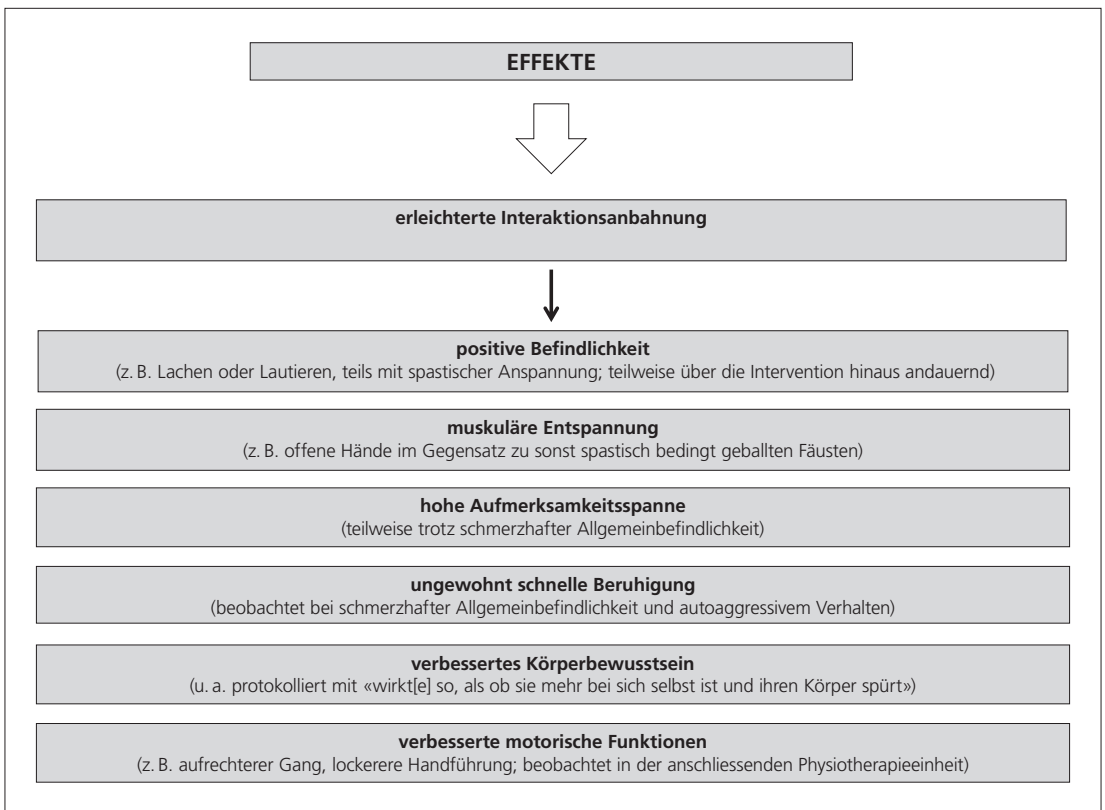 EFFEKTE
erleichterte Interaktionsanbahnung
positive Befindlichkeit
(z. B. Lachen oder Lautieren, teils mit spastischer Anspannung; teilweise über die Intervention hinaus andauernd)
muskuläre Entspannung
(z. B. offene Hände im Gegensatz zu sonst spastisch bedingt geballten Fäusten)
hohe Aufmerksamkeitsspanne
(teilweise trotz schmerzhafter Allgemeinbefindlichkeit)
ungewohnt schnelle Beruhigung
(beobachtet bei schmerzhafter Allgemeinbefindlichkeit und autoaggressivem Verhalten)
verbessertes Körperbewusstsein
(u. a. protokolliert mit «wirkt[e] so, als ob sie mehr bei sich selbst ist und ihren Körper spürt»)
verbesserte motorische Funktionen
(z. B. aufrechterer Gang, lockerere Handführung; beobachtet in der anschliessenden Physiotherapieeinheit)